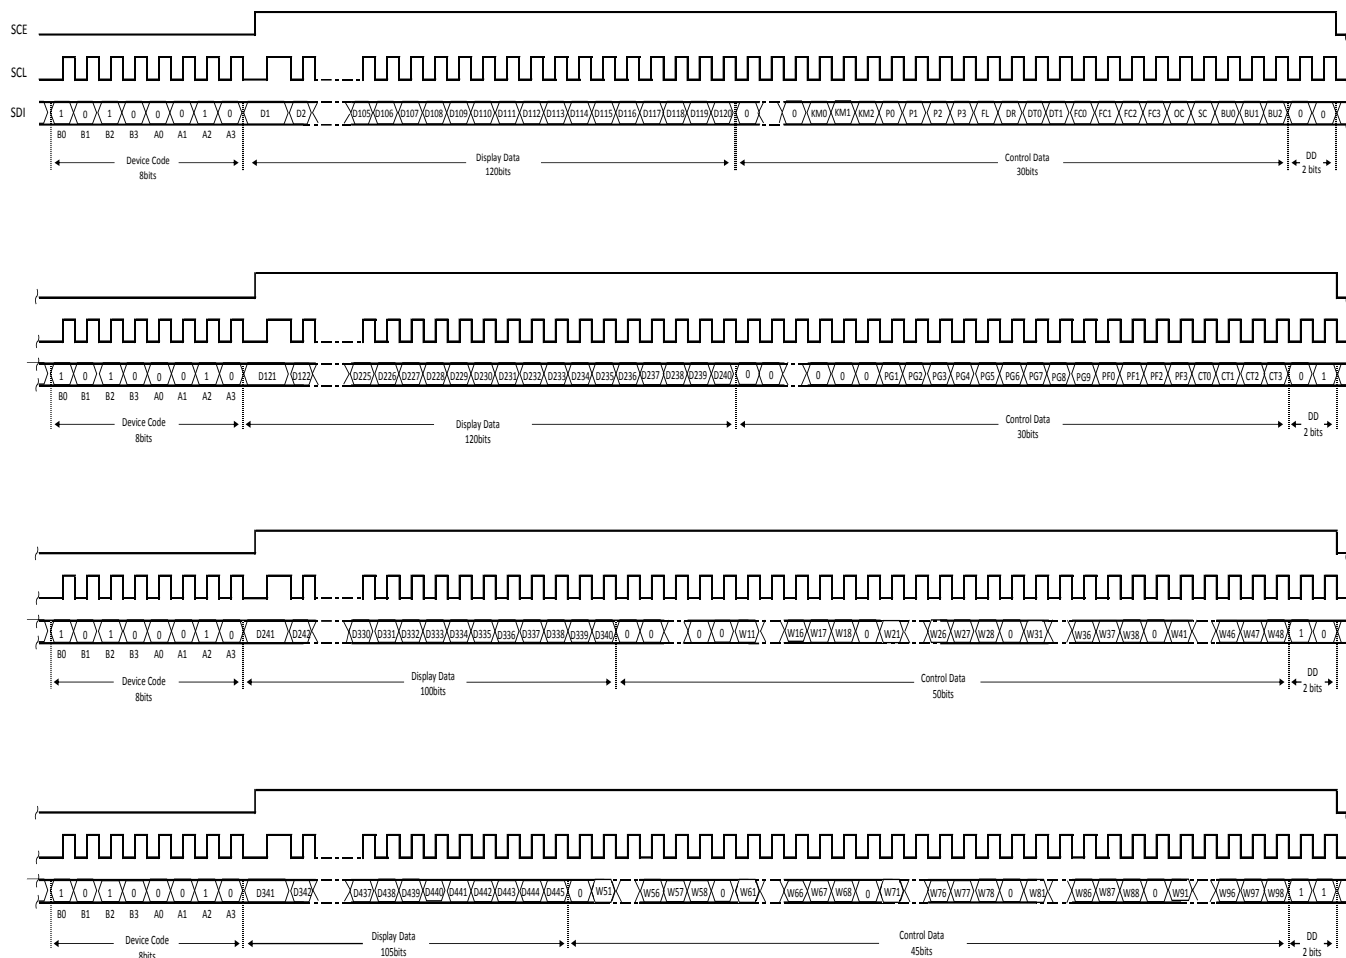 SCE
SCL
SDI 1 0 1 0 0 0 1 0 D1 D2 D105 D106 D107 D108 D109 D110 D111 D112 D113 D114 D115 D116 D117 D118 D119 D120 0 0 KM0 KM1 KM2 P0 P1 P2 P3 FL DR DT0 DT1 FC0 FC1 FC2 FC3 OC SC BU0 BU1 BU2 0 0
B0 B1 B2 B3 A0 A1 A2 A3
Device Code Display Data Control Data DD
8bits 120bits 30bits 2 bits
1 0 1 0 0 0 1 0 D121 D122 D225 D226 D227 D228 D229 D230 D231 D232 D233 D234 D235 D236 D237 D238 D239 D240 0 0 0 0 0 PG1 PG2 PG3 PG4 PG5 PG6 PG7 PG8 PG9 PF0 PF1 PF2 PF3 CT0 CT1 CT2 CT3 0 1
B0 B1 B2 B3 A0 A1 A2 A3
Device Code Display Data Control Data DD
8bits 120bits 30bits 2 bits
1 0 1 0 0 0 1 0 D241 D242 D330 D331 D332 D333 D334 D335 D336 D337 D338 D339 D340 0 0 0 0 W11 W16 W17 W18 0 W21 W26 W27 W28 0 W31 W36 W37 W38 0 W41 W46 W47 W48 1 0
B0 B1 B2 B3 A0 A1 A2 A3
Device Code Display Data Control Data DD
8bits 100bits 50bits 2 bits
1 0 1 0 0 0 1 0 D341 D342 D437 D438 D439 D440 D441 D442 D443 D444 D445 0 W51 W56 W57 W58 0 W61 W66 W67 W68 0 W71 W76 W77 W78 0 W81 W86 W87 W88 0 W91 W96 W97 W98 1 1
B0 B1 B2 B3 A0 A1 A2 A3
Device Code Display Data Control Data DD
8bits 105bits 45bits 2 bits